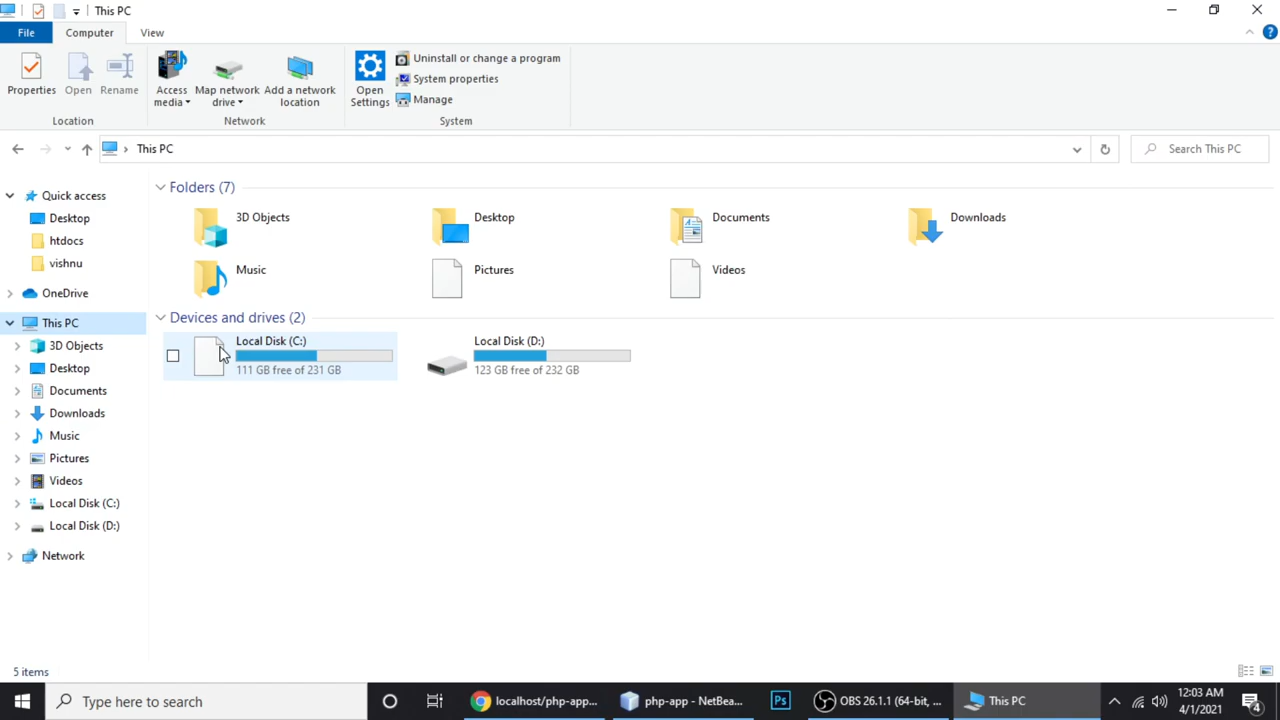 This PC
File
Computer
View
Properties
Open
Rename
Access media
Map network drive
Add a network location
Open Settings
Uninstall or change a program
System properties
Manage
Location
Network
System
This PC
Search This PC
Quick access
Desktop
htdocs
vishnu
OneDrive
This PC
3D Objects
Desktop
Documents
Downloads
Music
Pictures
Videos
Local Disk (C:)
Local Disk (D:)
Network
Folders (7)
3D Objects
Desktop
Documents
Downloads
Music
Pictures
Videos
Devices and drives (2)
Local Disk (C:)
111 GB free of 231 GB
Local Disk (D:)
123 GB free of 232 GB
5 items
Type here to search
localhost/php-app...
php-app - NetBea...
Ps
OBS 26.1.1 (64-bit, ...
This PC
12:03 AM
4/1/2021
4